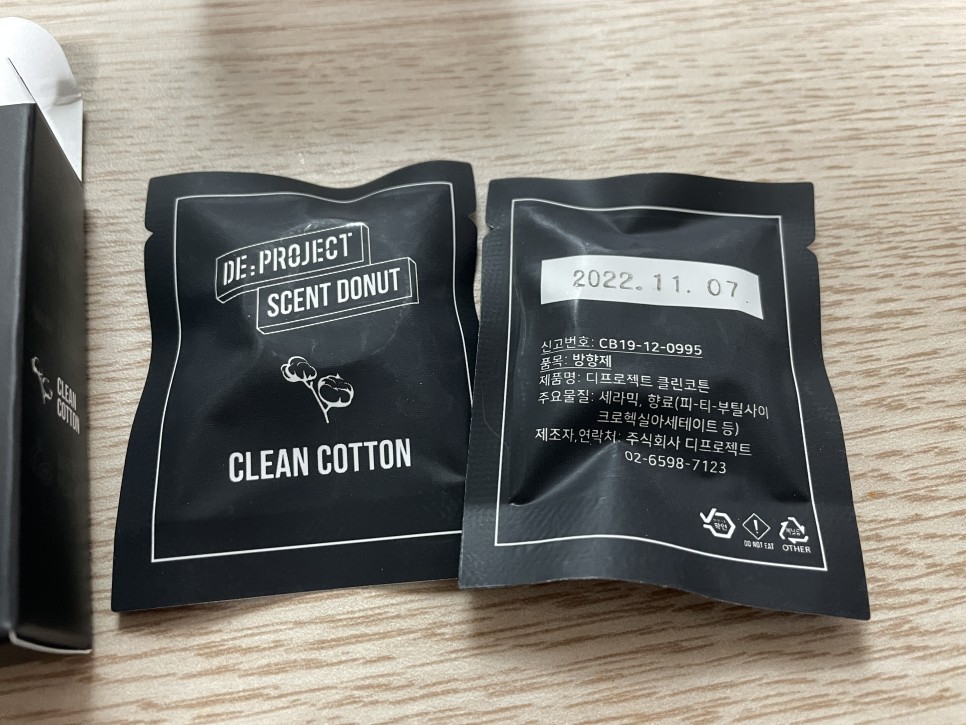 CLEAN
COTTON
DE:PROJECT
SCENT DONUT
CLEAN COTTON
2022. 11. 07
신고번호: CB19-12-0995
품목: 방향제
제품명: 디프로젝트 클린코튼
주요물질: 세라믹, 향료(피-티-부틸사이
크로헥실아세테이트 등)
제조자,연락처: 주식회사 디프로젝트
02-6598-7123
확인
DO NOT EAT
OTHER